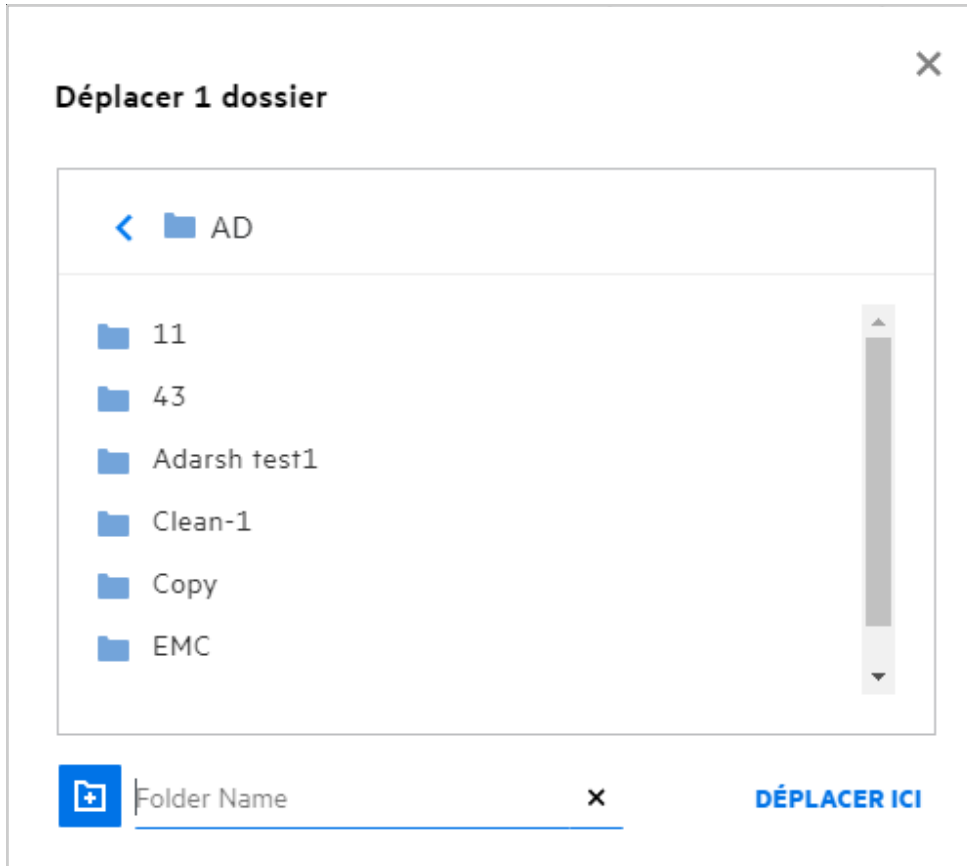 Déplacer 1 dossier
AD
11
43
Adarsh test1
Clean-1
Copy
EMC
Folder Name
DÉPLACER ICI